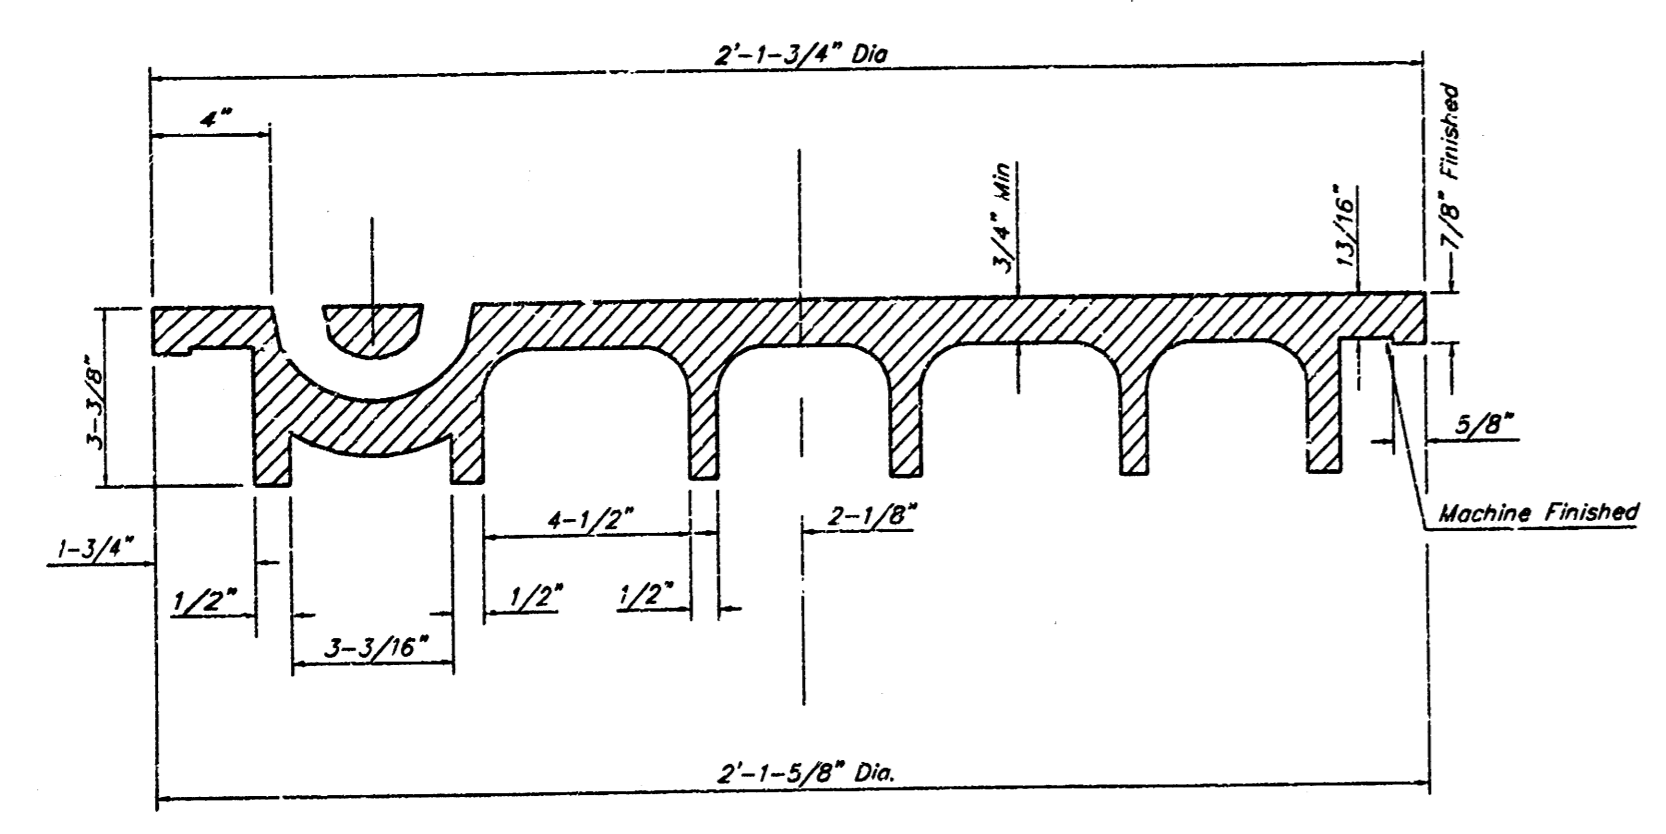 2'-1-3/4" Dia
4"
3/4" Min
13/16"
7/8" Finished
3-3/8"
5/8"
Machine Finished
4-1/2"
2-1/8"
1-3/4"
1/2"
1/2"
1/2"
3-3/16"
2'-1-5/8" Dia.